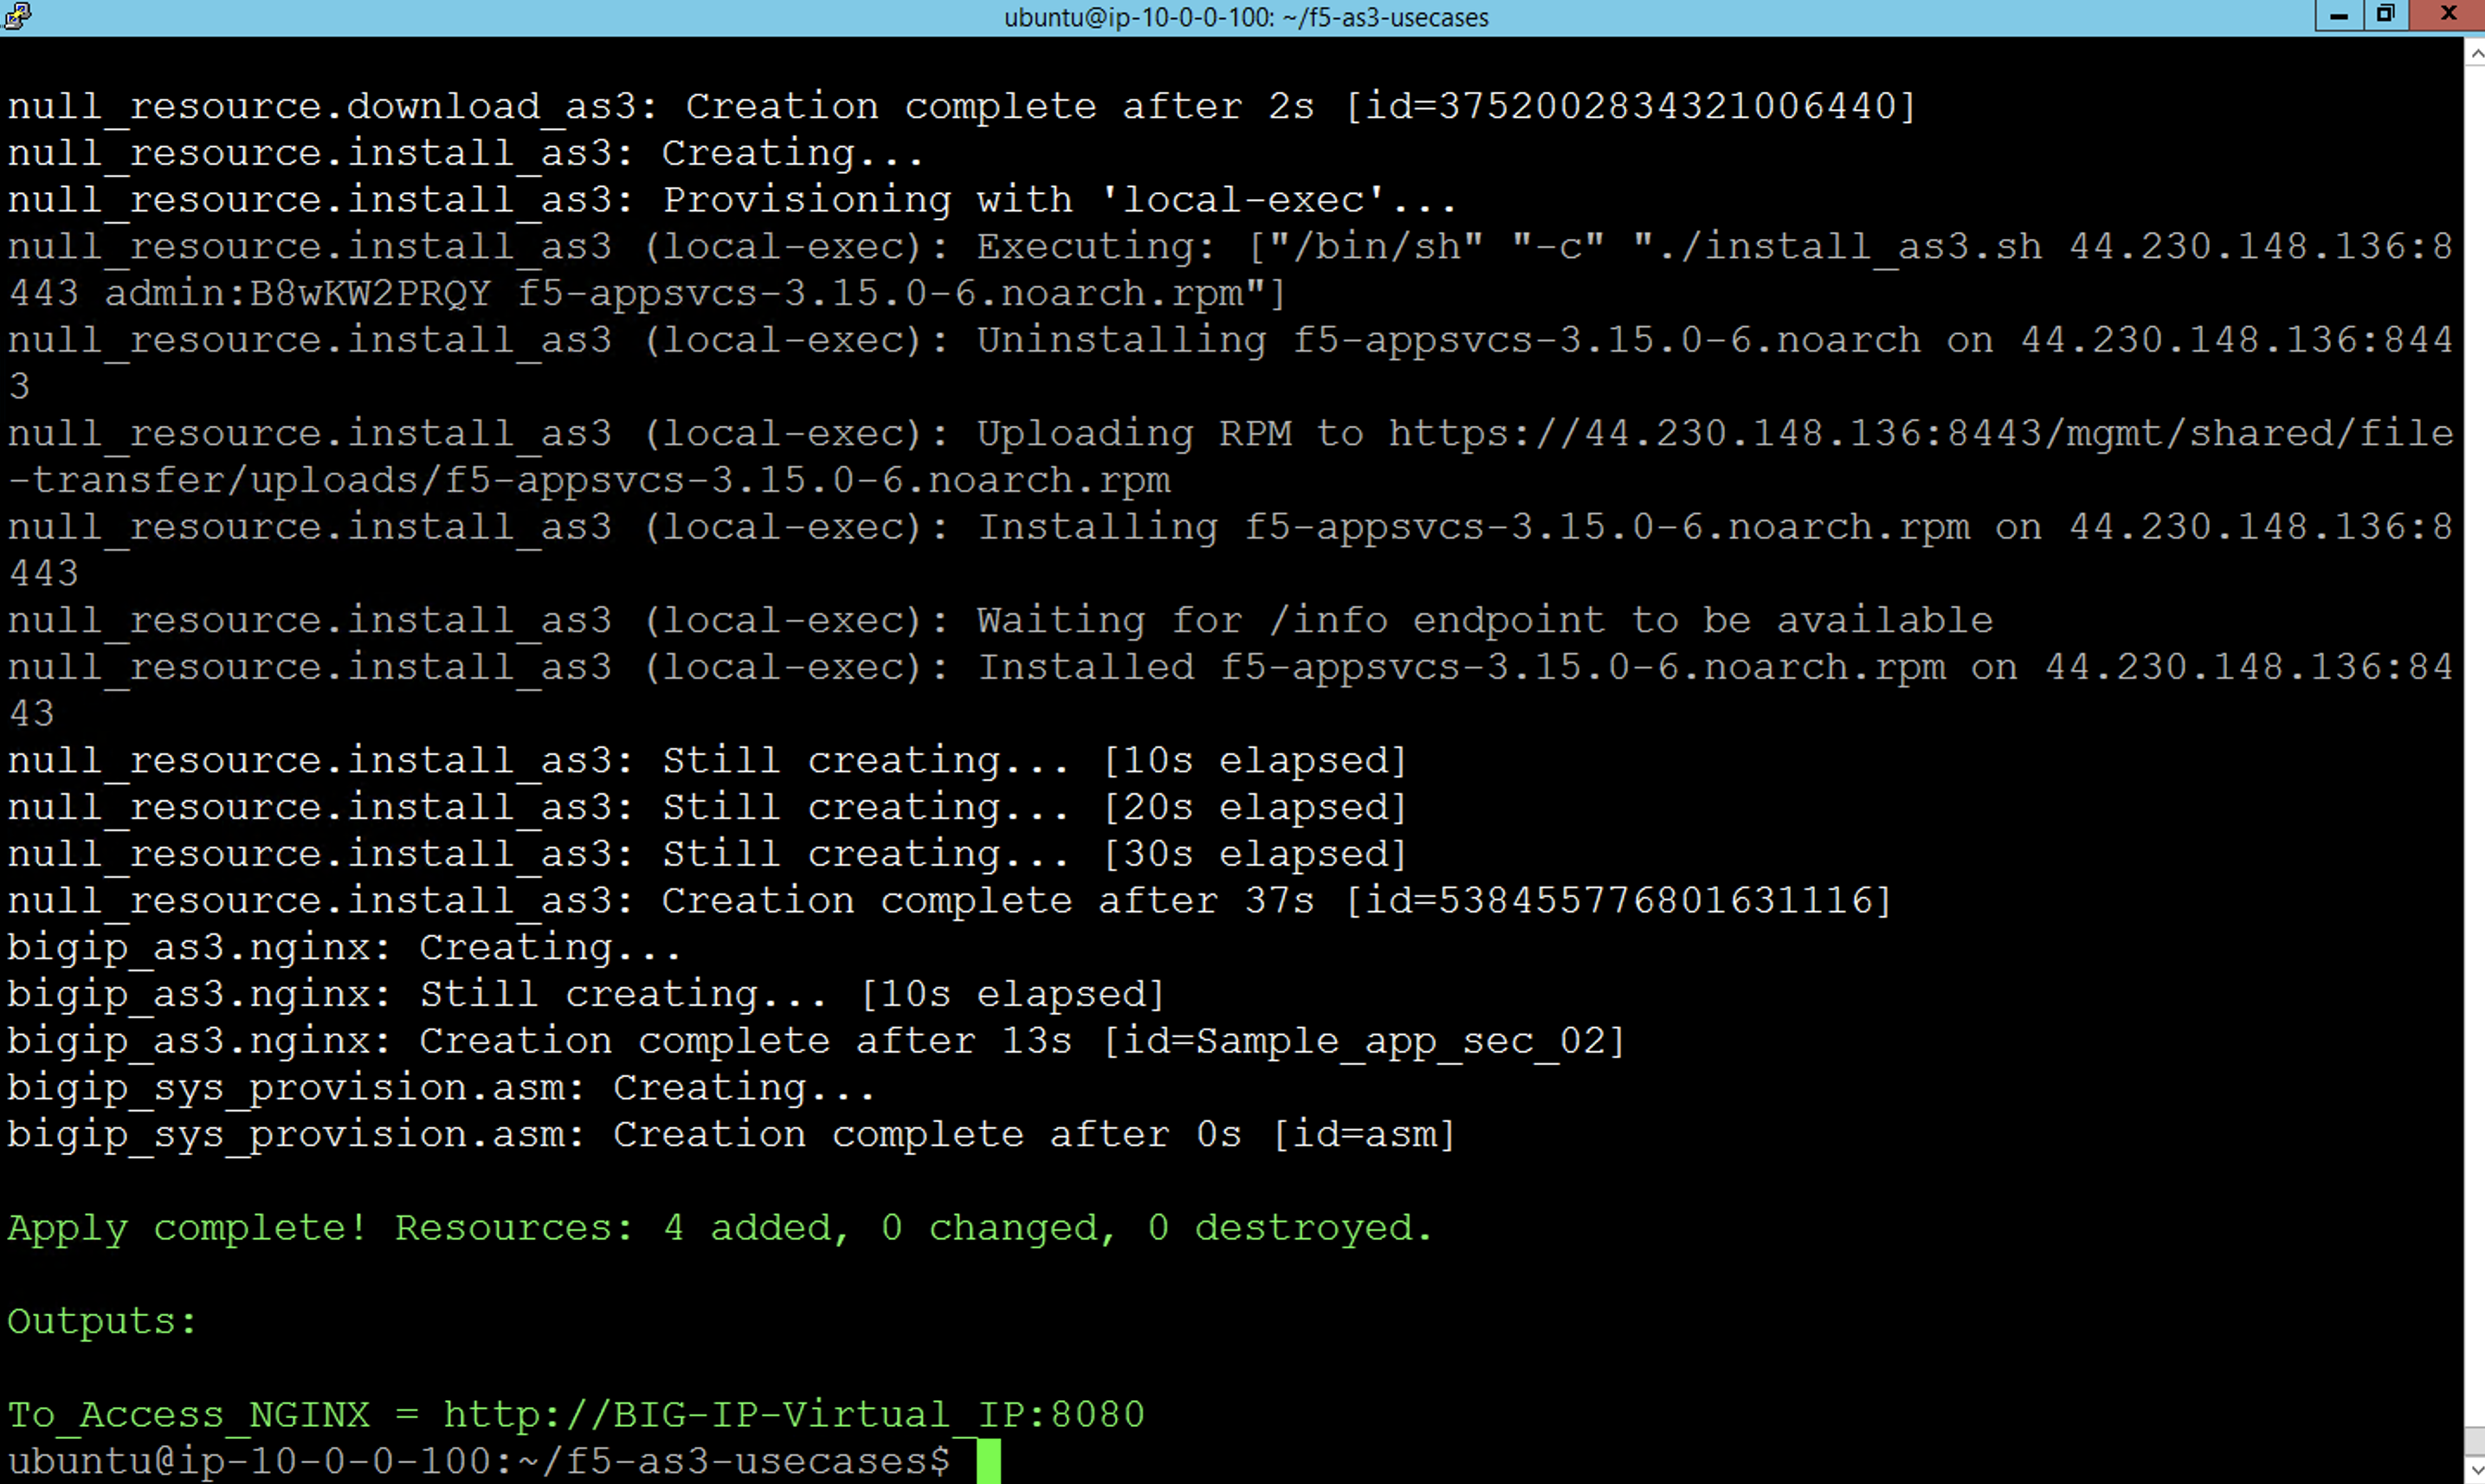 ubuntu@ip-10-0-0-100: ~/f5-as3-usecases
null_resource.download_as3: Creation complete after 2s [id=3752002834321006440]
null_resource.install_as3: Creating...
null_resource.install_as3: Provisioning with 'local-exec'...
null_resource.install_as3 (local-exec): Executing: ["/bin/sh" "-c" "./install_as3.sh 44.230.148.136:8
443 admin:B8wKW2PRQY f5-appsvcs-3.15.0-6.noarch.rpm"]
null_resource.install_as3 (local-exec): Uninstalling f5-appsvcs-3.15.0-6.noarch on 44.230.148.136:844
3
null_resource.install_as3 (local-exec): Uploading RPM to https://44.230.148.136:8443/mgmt/shared/file
-transfer/uploads/f5-appsvcs-3.15.0-6.noarch.rpm
null_resource.install_as3 (local-exec): Installing f5-appsvcs-3.15.0-6.noarch.rpm on 44.230.148.136:8
443
null_resource.install_as3 (local-exec): Waiting for /info endpoint to be available
null_resource.install_as3 (local-exec): Installed f5-appsvcs-3.15.0-6.noarch.rpm on 44.230.148.136:84
43
null_resource.install_as3: Still creating... [10s elapsed]
null_resource.install_as3: Still creating... [20s elapsed]
null_resource.install_as3: Still creating... [30s elapsed]
null_resource.install_as3: Creation complete after 37s [id=538455776801631116]
bigip_as3.nginx: Creating...
bigip_as3.nginx: Still creating... [10s elapsed]
bigip_as3.nginx: Creation complete after 13s [id=Sample_app_sec_02]
bigip_sys_provision.asm: Creating...
bigip_sys_provision.asm: Creation complete after 0s [id=asm]
Apply complete! Resources: 4 added, 0 changed, 0 destroyed.
Outputs:
To_Access_NGINX = http://BIG-IP-Virtual_IP:8080
ubuntu@ip-10-0-0-100:~/f5-as3-usecases$